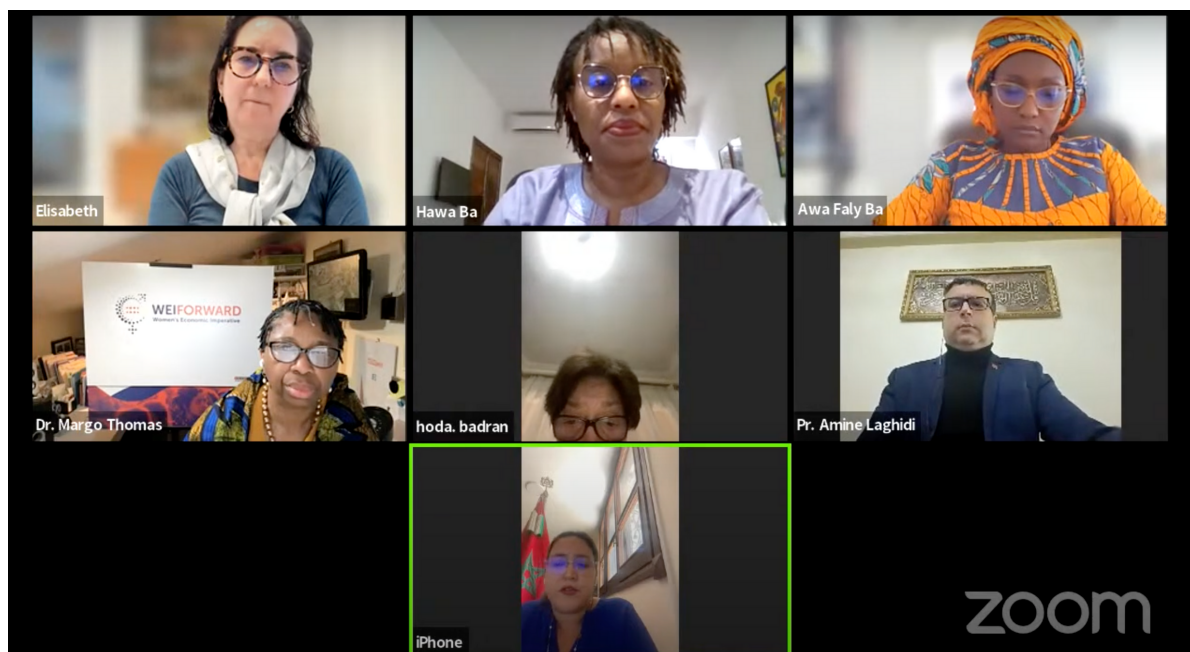 Elisabeth
Hawa Ba
Awa Faly Ba
WEIFORWARD
Women's Economic Imperative
Dr. Margo Thomas
hoda. badran
Pr. Amine Laghidi
iPhone
zoom